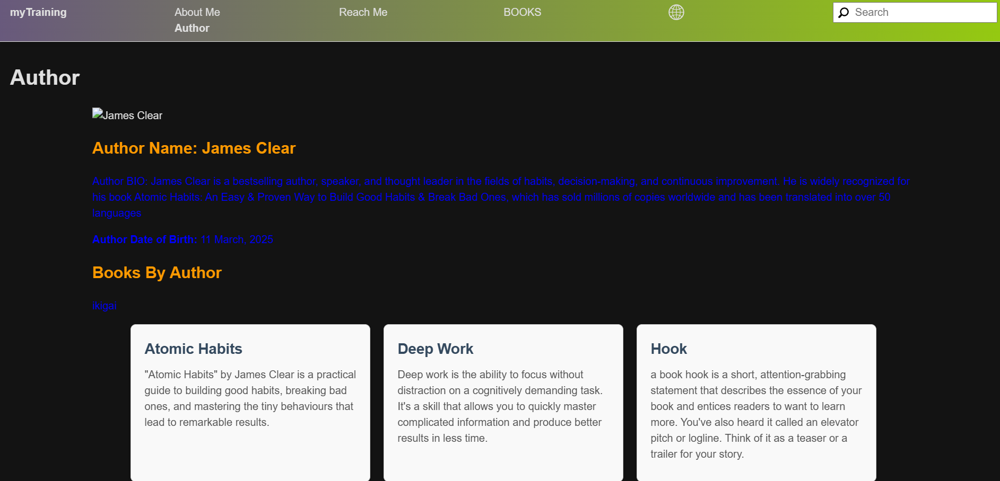 myTraining
About Me
Reach Me
BOOKS
Search
Author
Author
James Clear
Author Name: James Clear
Author BIO: James Clear is a bestselling author, speaker, and thought leader in the fields of habits, decision-making, and continuous improvement. He is widely recognized for
his book Atomic Habits: An Easy & Proven Way to Build Good Habits & Break Bad Ones, which has sold millions of copies worldwide and has been translated into over 50
languages
Author Date of Birth: 11 March, 2025
Books By Author
ikigai
Atomic Habits
"Atomic Habits" by James Clear is a practical
guide to building good habits, breaking bad
ones, and mastering the tiny behaviours that
lead to remarkable results.
Deep Work
Deep work is the ability to focus without
distraction on a cognitively demanding task.
It's a skill that allows you to quickly master
complicated information and produce better
results in less time.
Hook
a book hook is a short, attention-grabbing
statement that describes the essence of your
book and entices readers to want to learn
more. You've also heard it called an elevator
pitch or logline. Think of it as a teaser or a
trailer for your story.